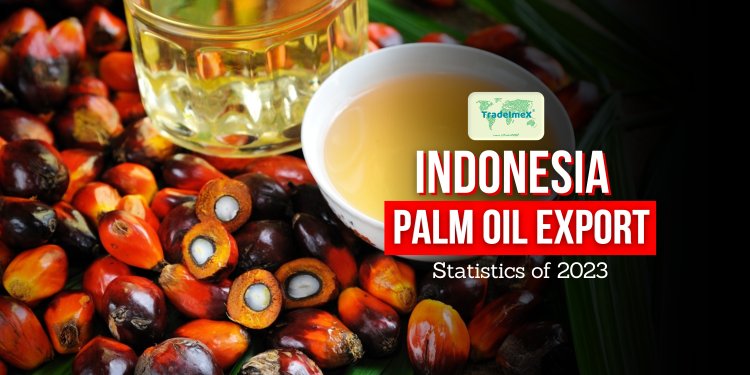 TradeImeX
INDONESIA
PALM OIL EXPORT
Statistics of 2023